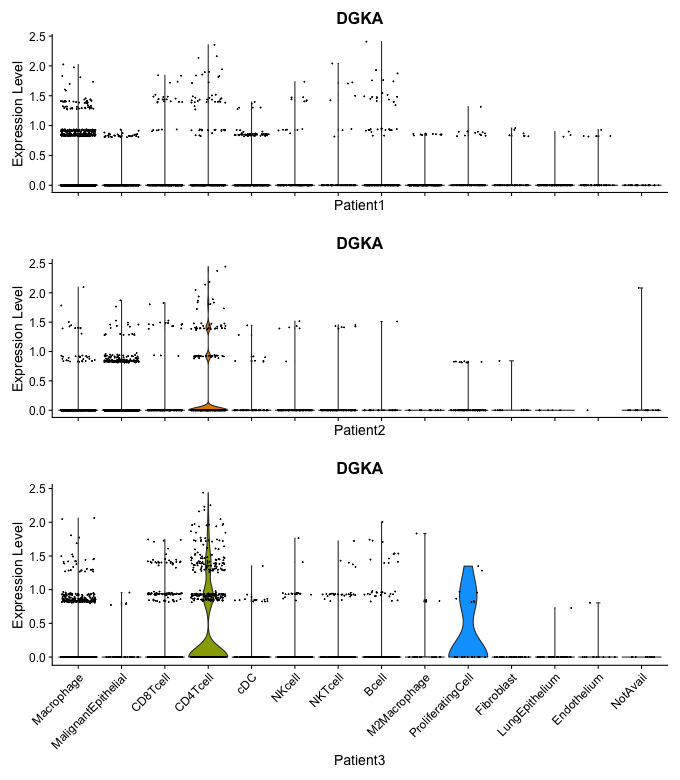 DGKA
Expression Level
2.5
2.0
1.5
1.0
0.5
0.0
Patient1
DGKA
Expression Level
2.5
2.0
1.5
1.0
0.5
0.0
Patient2
DGKA
Expression Level
2.5
2.0
1.5
1.0
0.5
0.0
Macrophage
MalignantEpithelial
CD8Tcell
CD4Tcell
cDC
NKcell
NKTcell
Bcell
M2Macrophage
ProliferatingCell
Fibroblast
LungEpithelium
Endothelium
NotAvail
Patient3